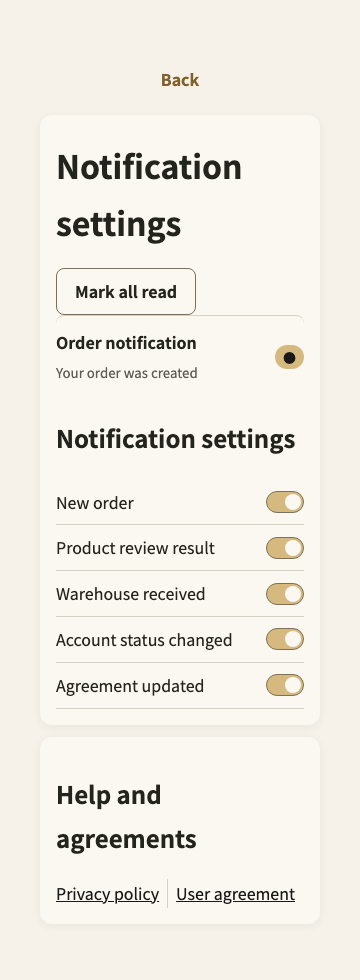 Back
Notification
settings
Mark all read
Order notification
Your order was created
Notification settings
New order
Product review result
Warehouse received
Account status changed
Agreement updated
Help and
agreements
Privacy policy
User agreement